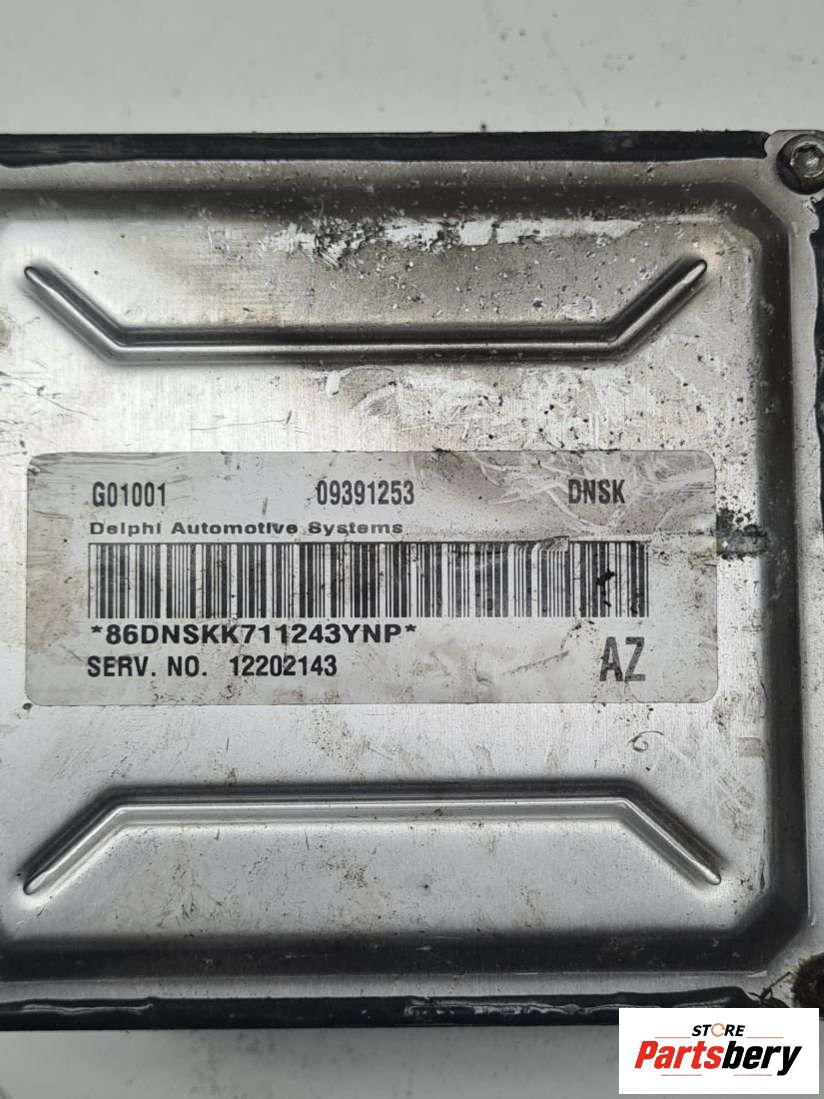 G01001 09391253 DNSK
Delphi Automotive Systems
*86DNSKK711243YNP*
SERV. NO. 12202143 AZ
STORE
Partsbery